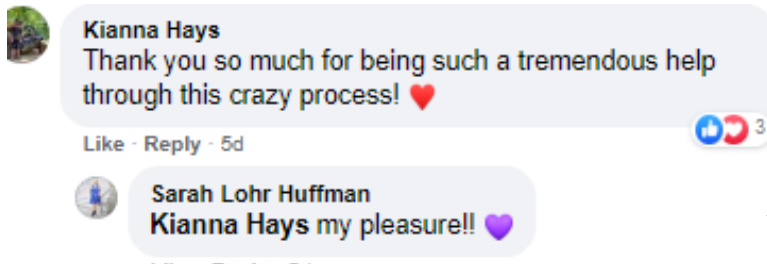 Kianna Hays
Thank you so much for being such a tremendous help
through this crazy process! ❤️
Like · Reply · 5d
3
Sarah Lohr Huffman
Kianna Hays my pleasure!! 💜